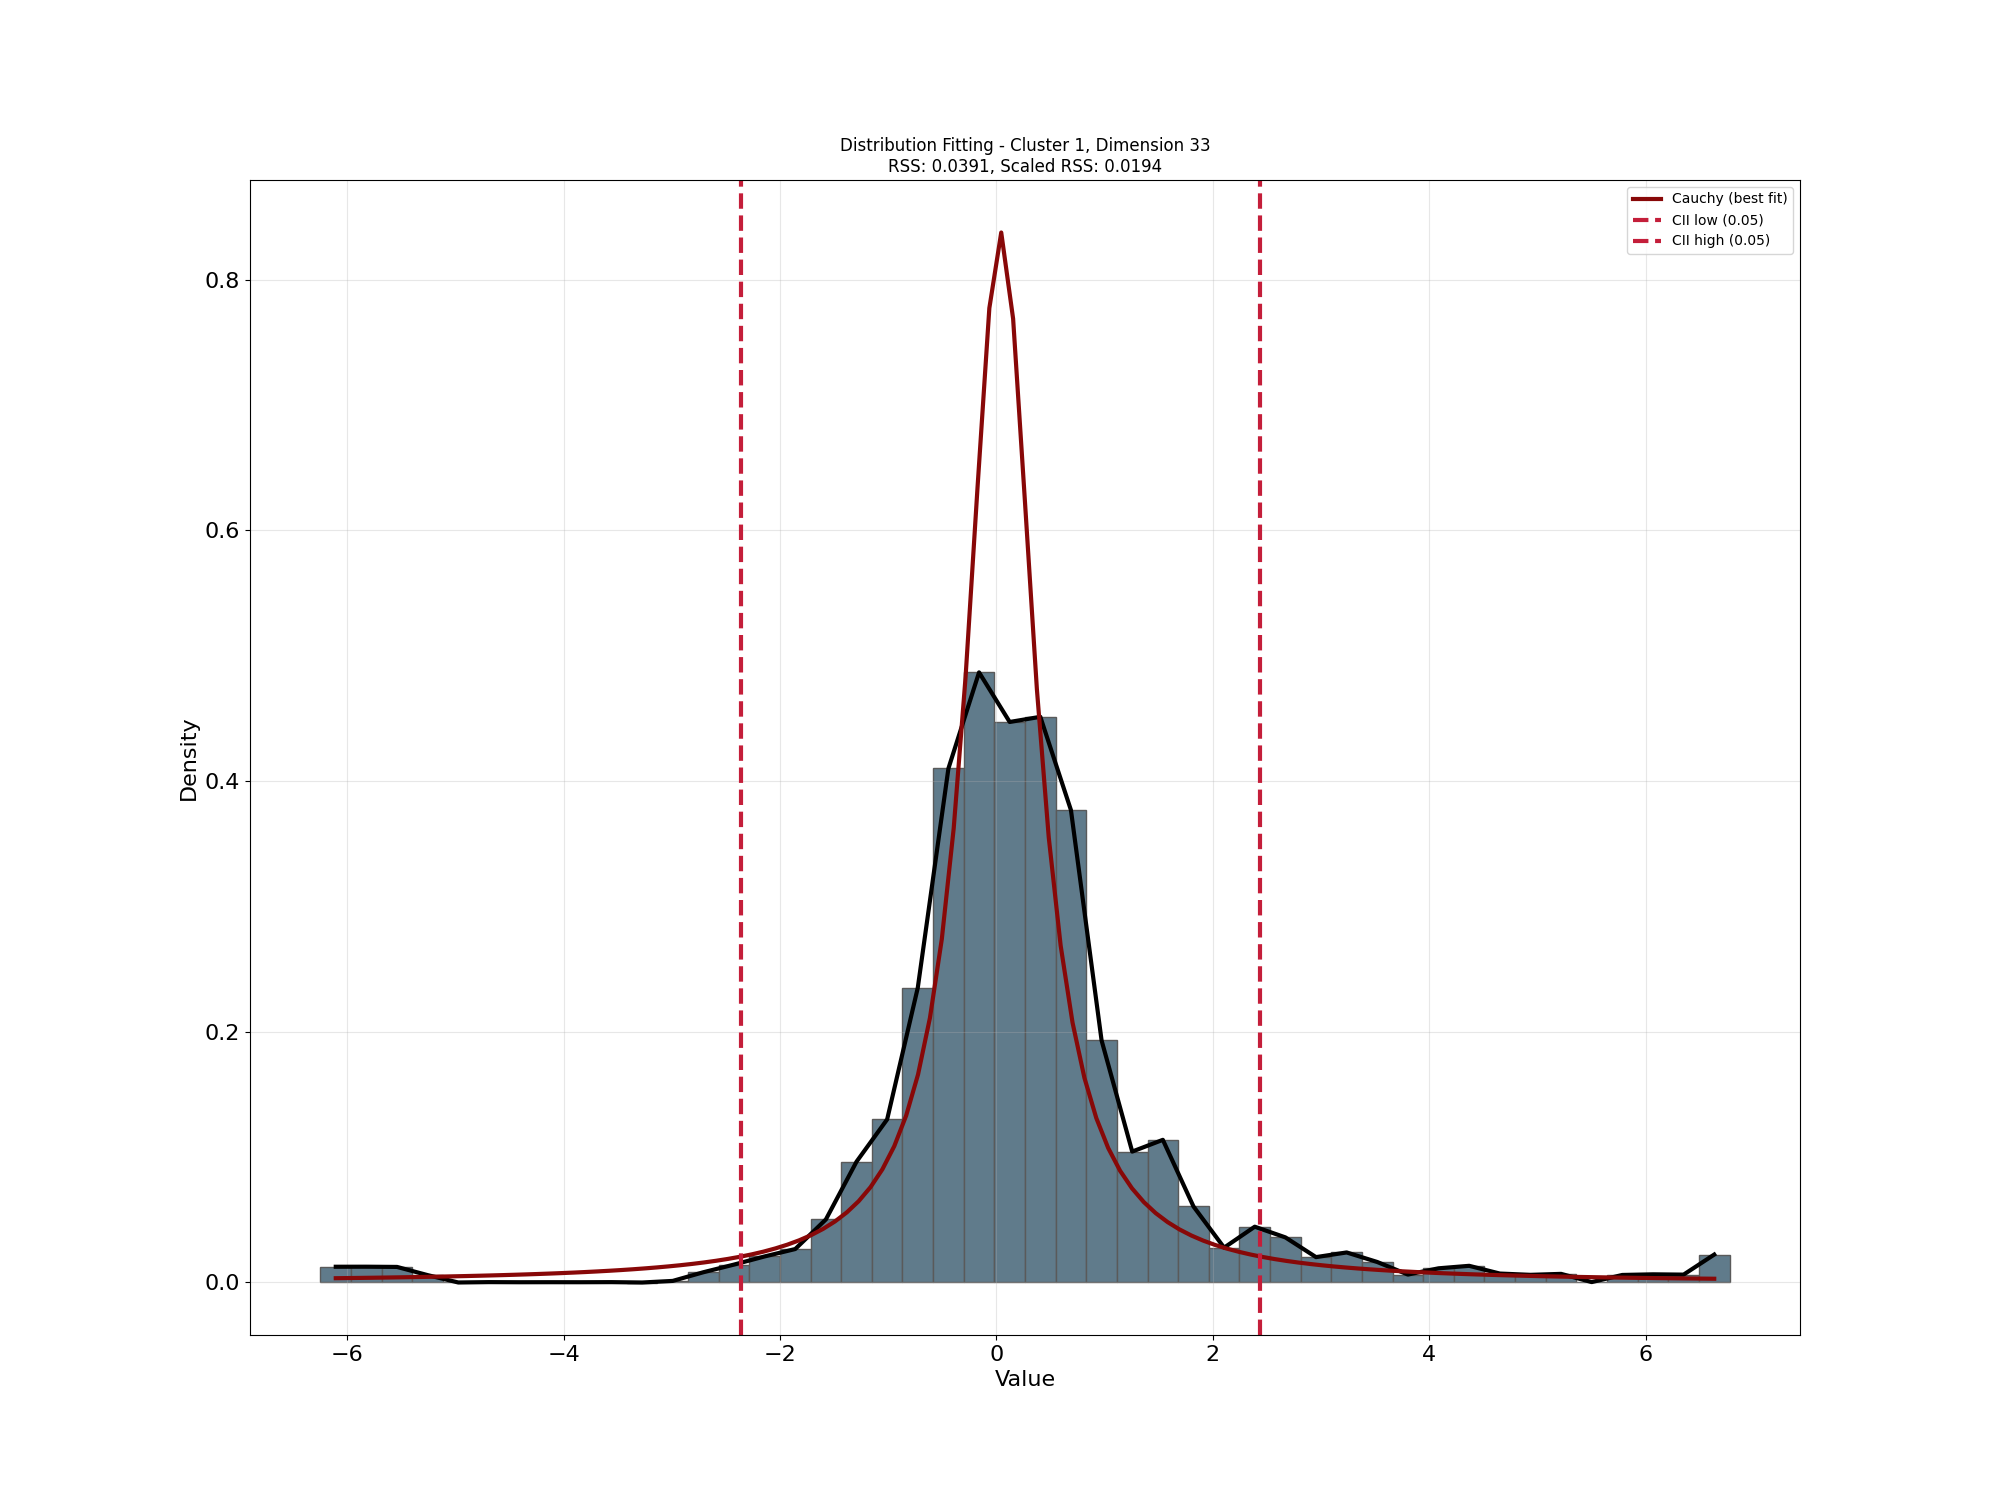 Distribution Fitting - Cluster 1, Dimension 33
RSS: 0.0391, Scaled RSS: 0.0194
Cauchy (best fit)
CII low (0.05)
CII high (0.05)
0.8
0.6
0.4
0.2
0.0
Density
−6 −4 −2 0 2 4 6
Value